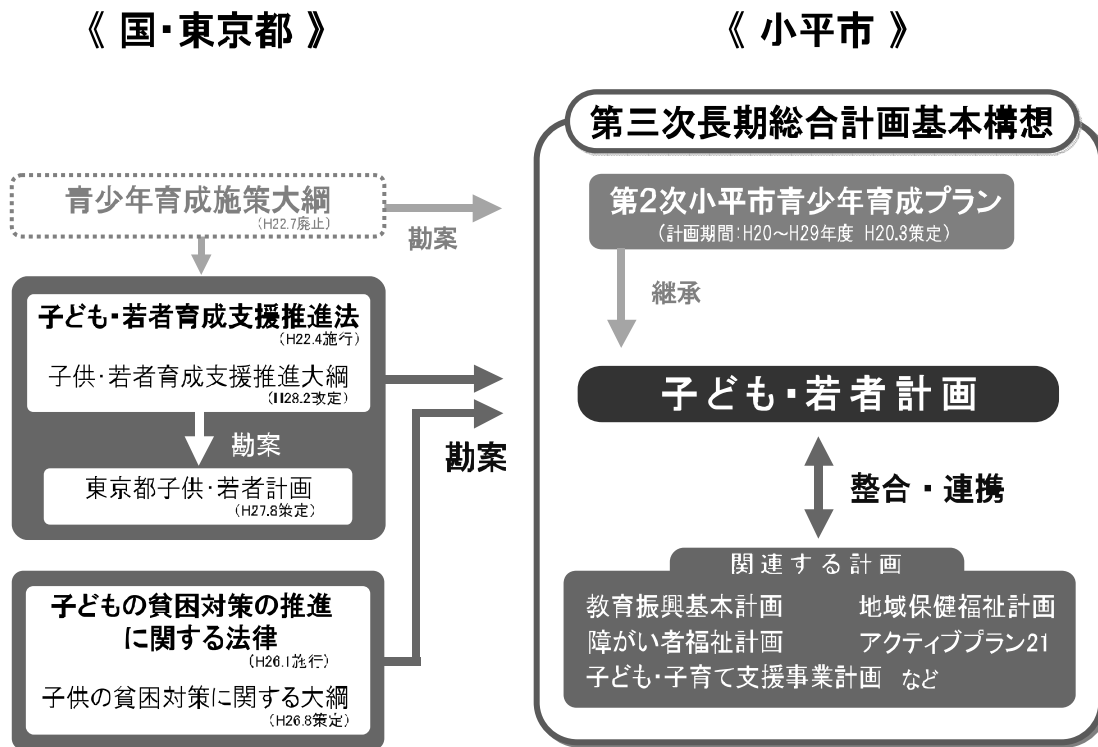 《 国・東京都 》
青少年育成施策大綱
(H22.7廃止)
勘案
子ども・若者育成支援推進法
(H22.4施行)
子供・若者育成支援推進大綱
(H28.2改定)
勘案
東京都子供・若者計画
(H27.8策定)
勘案
子どもの貧困対策の推進
に関する法律
(H26.1施行)
子供の貧困対策に関する大綱
(H26.8策定)
《 小平市 》
第三次長期総合計画基本構想
第2次小平市青少年育成プラン
(計画期間:H20～H29年度 H20.3策定)
継承
子ども・若者計画
整合・連携
関連する計画
教育振興基本計画 地域保健福祉計画
障がい者福祉計画 アクティブプラン21
子ども・子育て支援事業計画 など